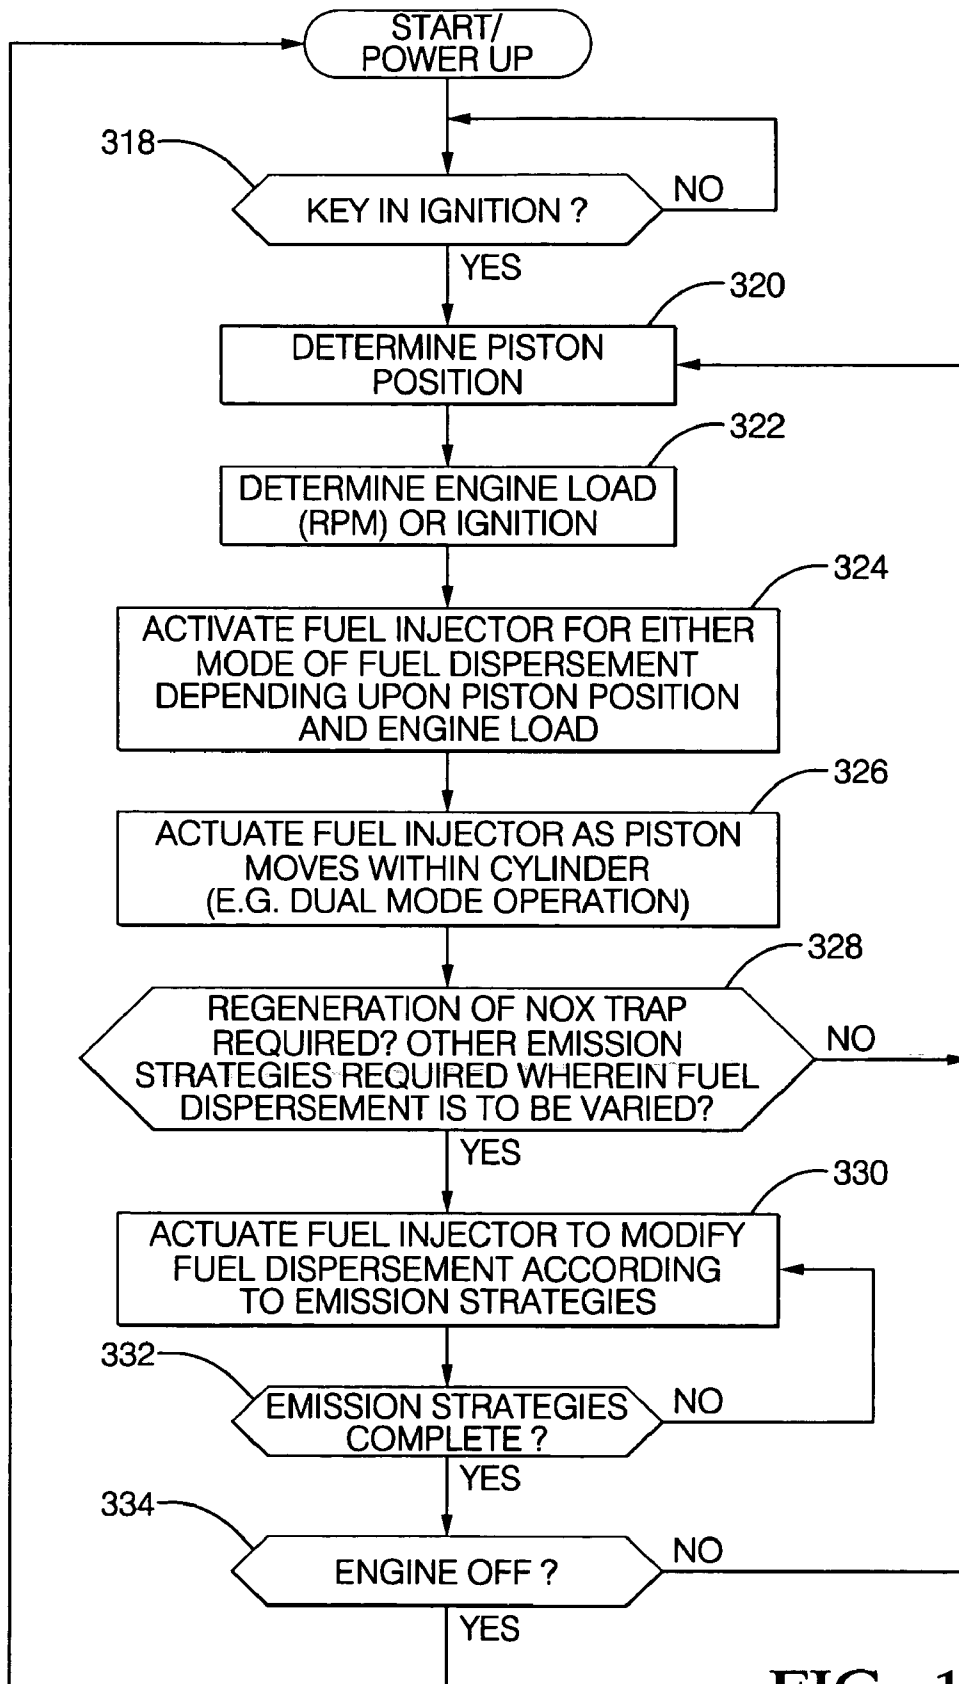 START/
POWER UP
318
KEY IN IGNITION ?
NO
YES
320
DETERMINE PISTON
POSITION
322
DETERMINE ENGINE LOAD
(RPM) OR IGNITION
324
ACTIVATE FUEL INJECTOR FOR EITHER
MODE OF FUEL DISPERSEMENT
DEPENDING UPON PISTON POSITION
AND ENGINE LOAD
326
ACTUATE FUEL INJECTOR AS PISTON
MOVES WITHIN CYLINDER
(E.G. DUAL MODE OPERATION)
328
REGENERATION OF NOX TRAP
REQUIRED? OTHER EMISSION
STRATEGIES REQUIRED WHEREIN FUEL
DISPERSEMENT IS TO BE VARIED?
NO
YES
330
ACTUATE FUEL INJECTOR TO MODIFY
FUEL DISPERSEMENT ACCORDING
TO EMISSION STRATEGIES
332
EMISSION STRATEGIES
COMPLETE ?
NO
YES
334
ENGINE OFF ?
NO
YES
FIG. 1